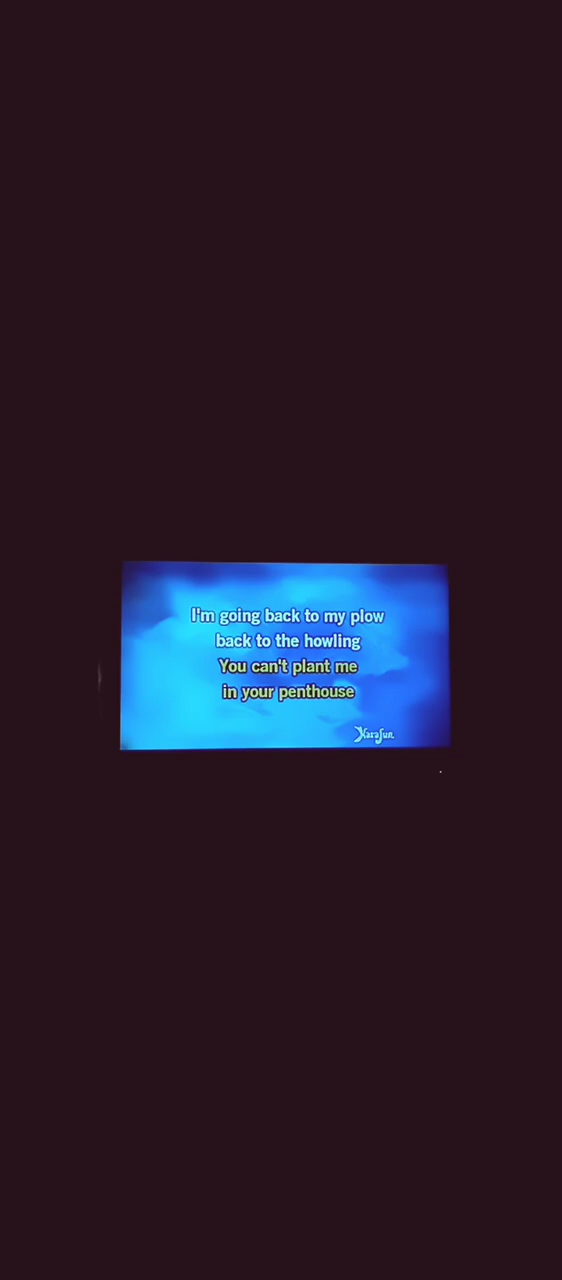 I'm going back to my plow
back to the howling
You can't plant me
in your penthouse
KaraFun